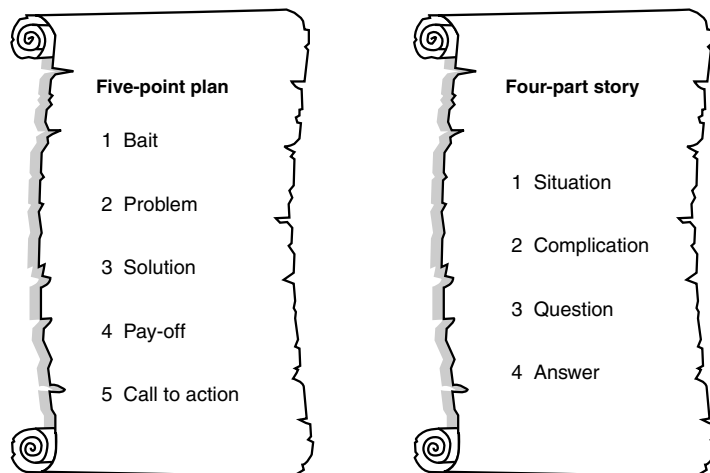 Five-point plan
1 Bait
2 Problem
3 Solution
4 Pay-off
5 Call to action
Four-part story
1 Situation
2 Complication
3 Question
4 Answer